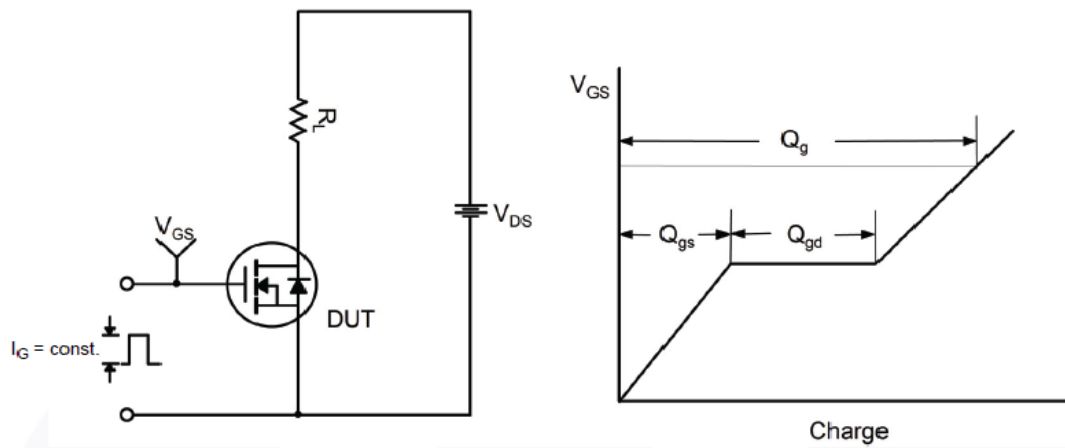 R_L
V_GS
V_DS
DUT
I_G = const.
V_GS
Q_g
Q_gs
Q_gd
Charge